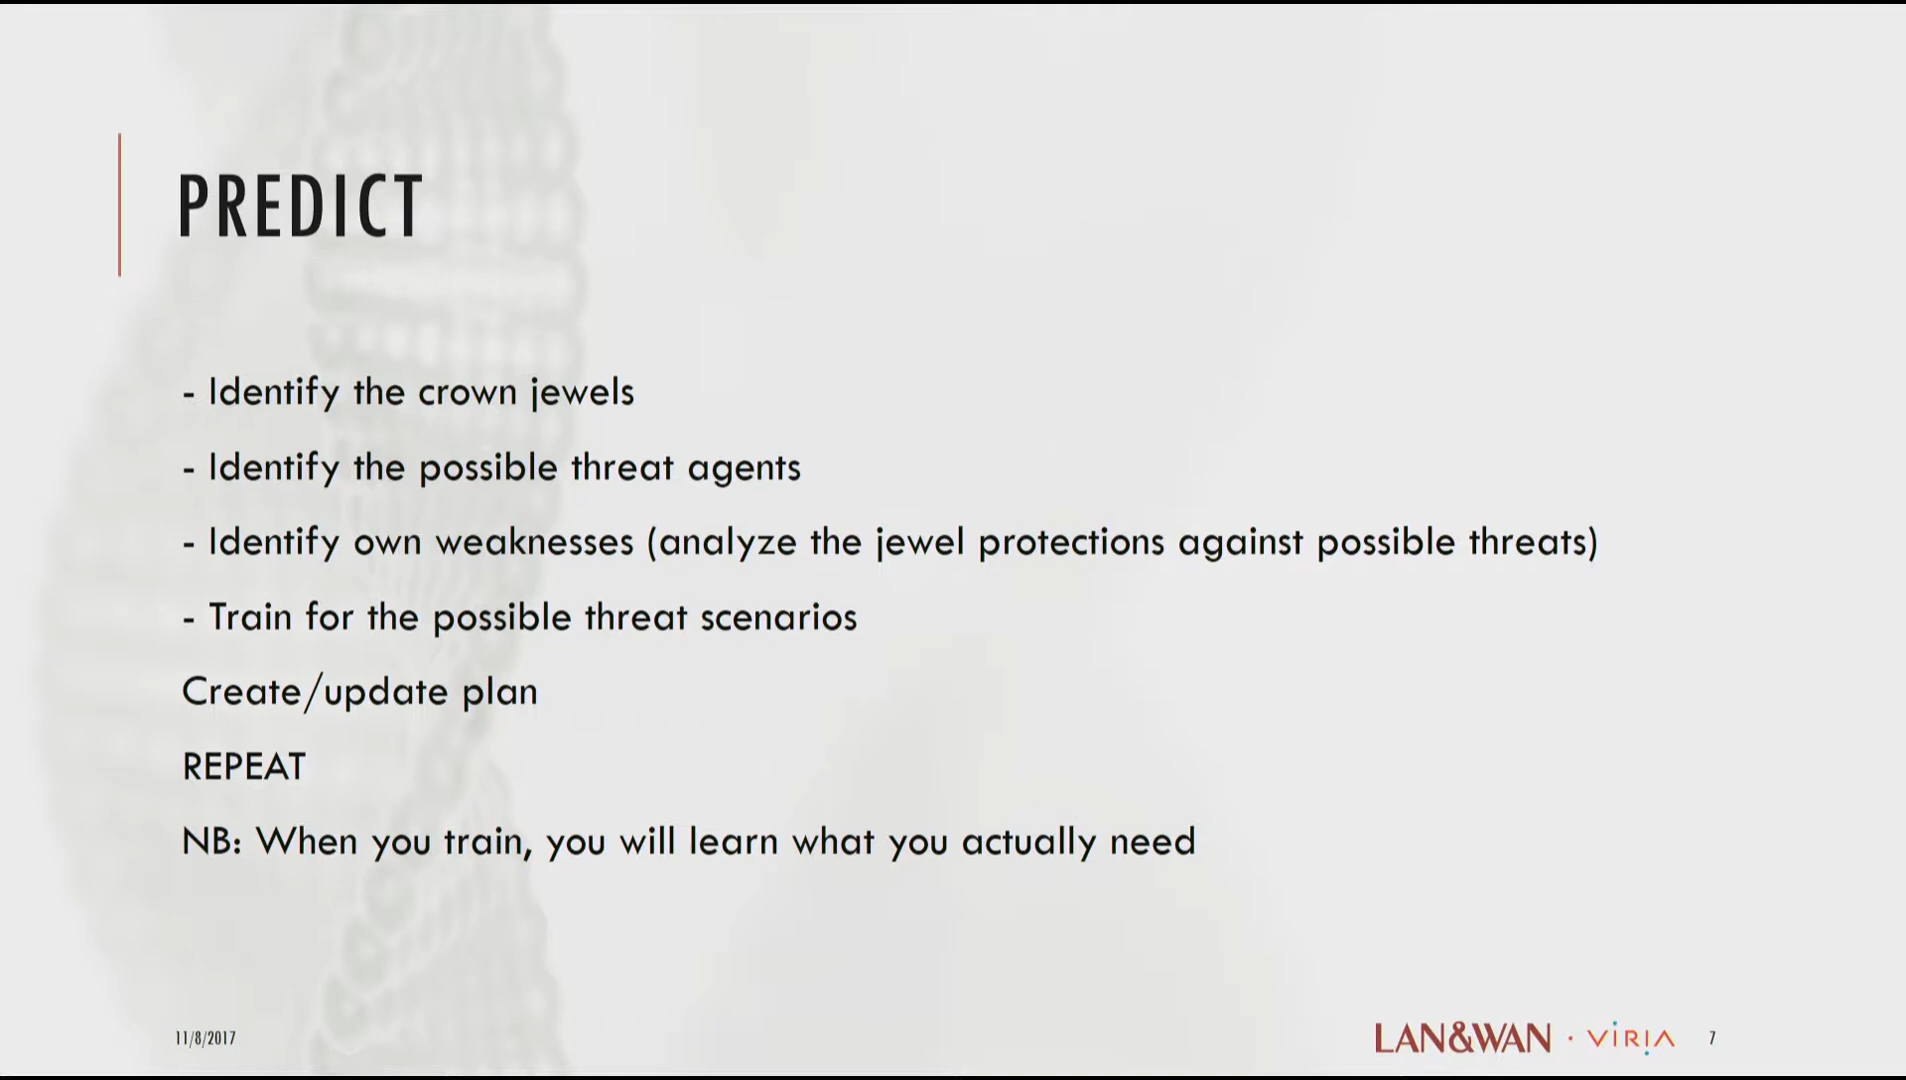 PREDICT
- Identify the crown jewels
- Identify the possible threat agents
- Identify own weaknesses (analyze the jewel protections against possible threats)
- Train for the possible threat scenarios
Create/update plan
REPEAT
NB: When you train, you will learn what you actually need
11/8/2017
LAN&WAN · VIRIA 7